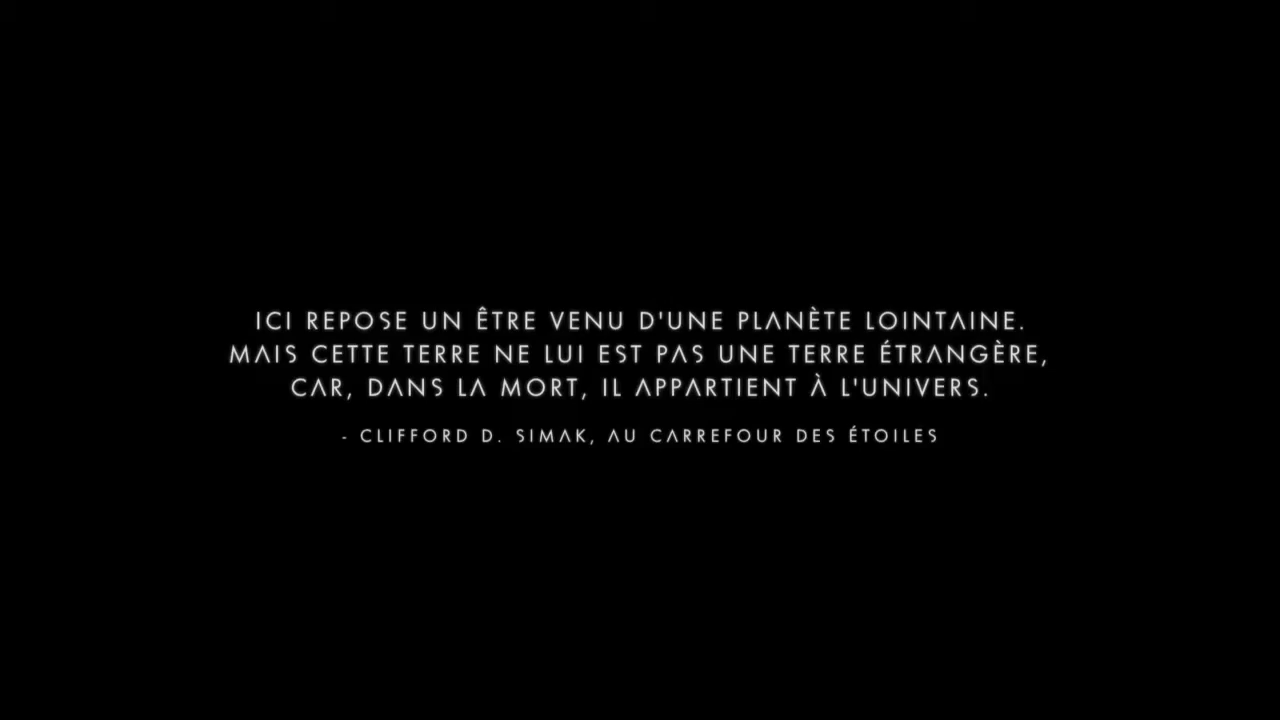 ICI REPOSE UN ÊTRE VENU D'UNE PLANÈTE LOINTAINE.
MAIS CETTE TERRE NE LUI EST PAS UNE TERRE ÉTRANGÈRE,
CAR, DANS LA MORT, IL APPARTIENT À L'UNIVERS.
- CLIFFORD D. SIMAK, AU CARREFOUR DES ÉTOILES